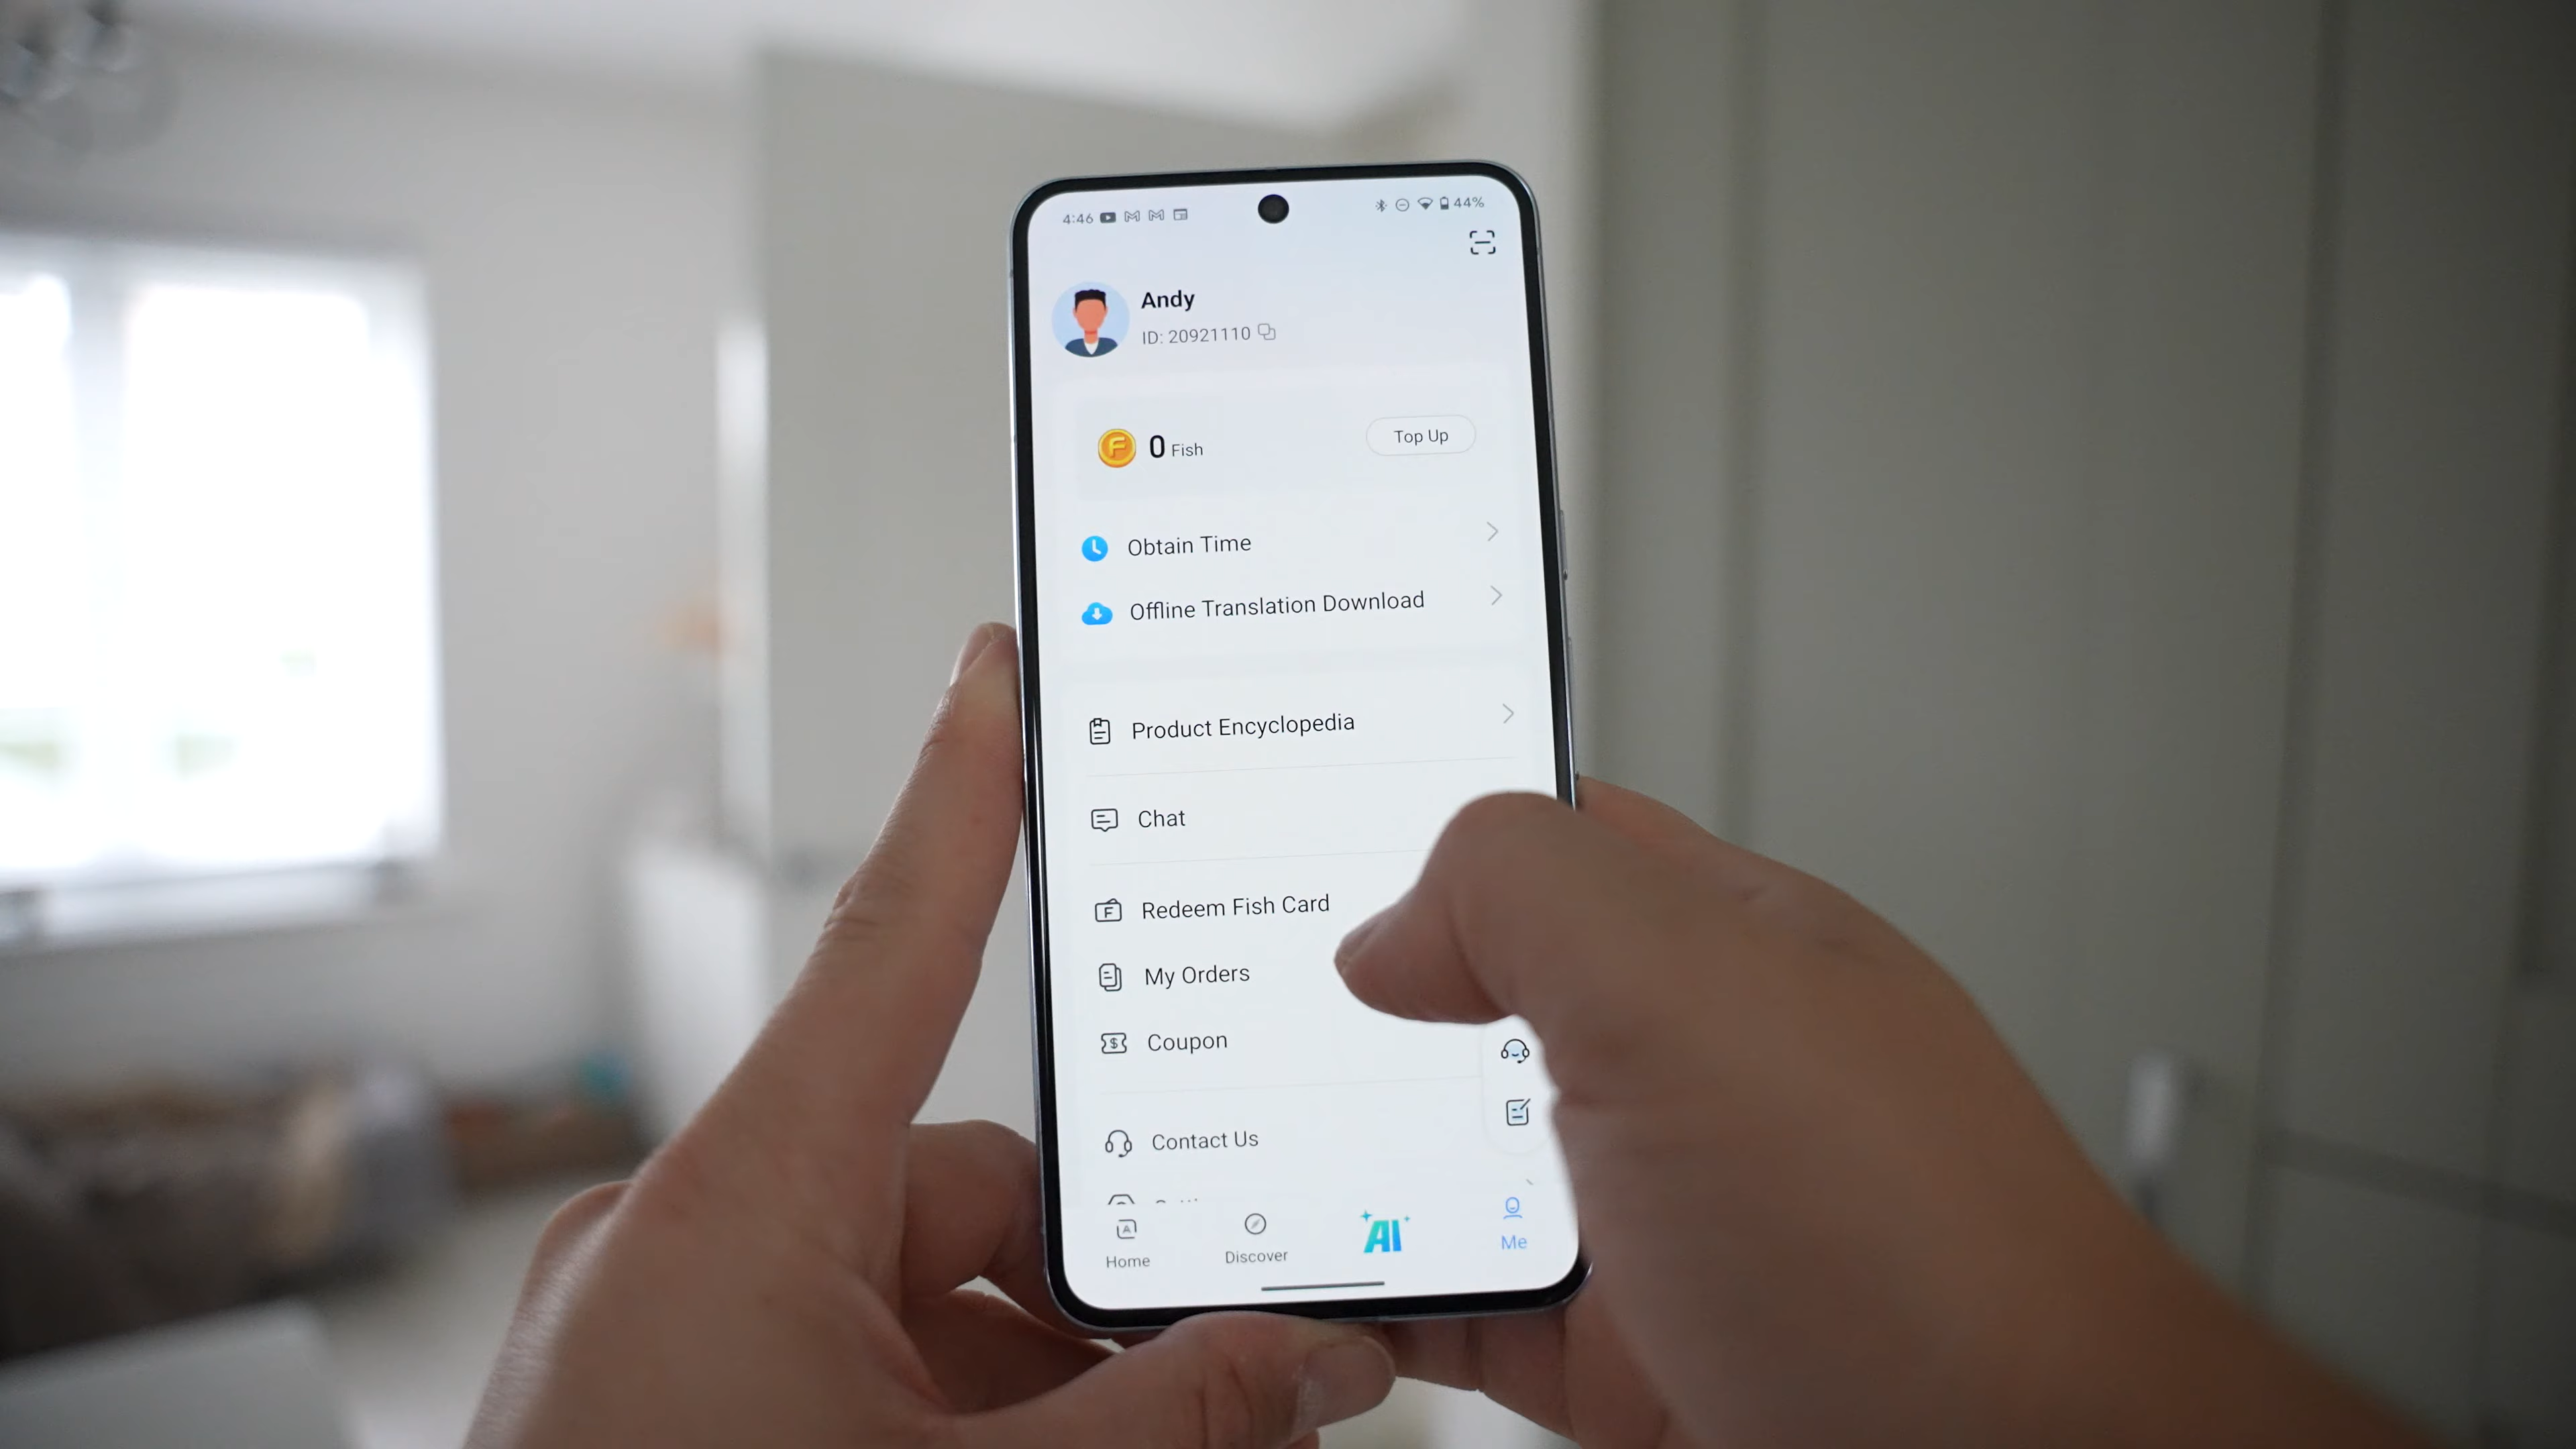 4:46 44%
Andy
ID: 20921110
F 0 Fish Top Up
Obtain Time
Offline Translation Download
Product Encyclopedia
Chat
F Redeem Fish Card
My Orders
$ Coupon
Contact Us
A Home
Discover
AI
Me